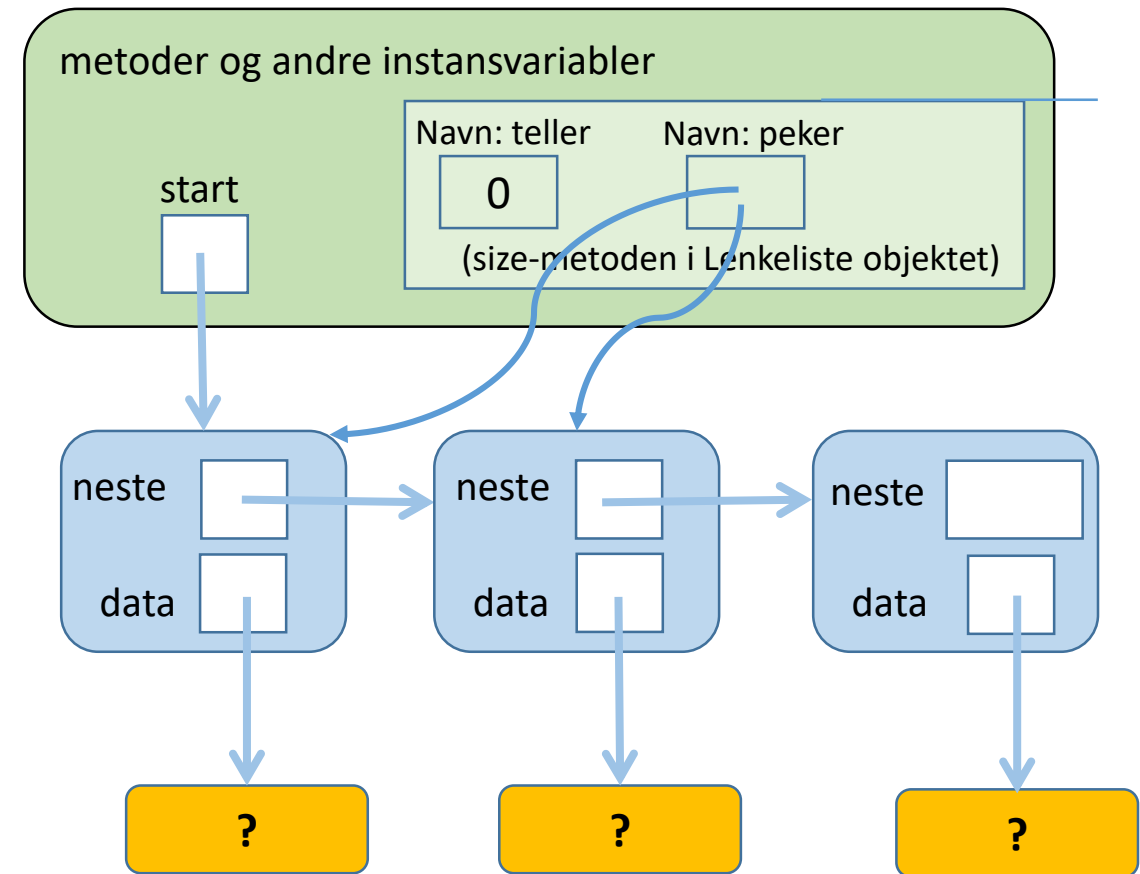 metoder og andre instansvariabler
Navn: teller
Navn: peker
start
0
(size-metoden i Lenkeliste objektet)
neste
neste
neste
data
data
data
?
?
?